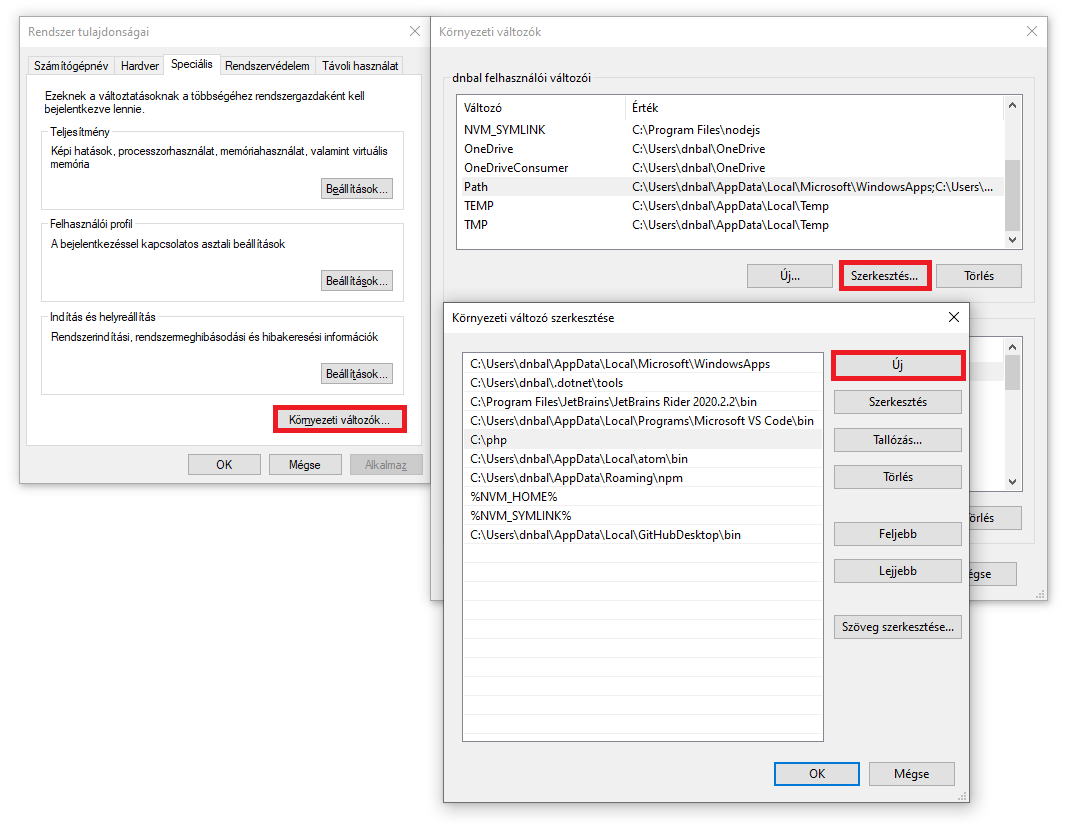 Rendszer tulajdonságai
Számítógépnév
Hardver
Speciális
Rendszervédelem
Távoli használat
Ezeknek a változtatásoknak a többségéhez rendszergazdaként kell
bejelentkezve lennie.
Teljesítmény
Képi hatások, processzorhasználat, memóriahasználat, valamint virtuális
memória
Beállítások...
Felhasználói profil
A bejelentkezéssel kapcsolatos asztali beállítások
Beállítások...
Indítás és helyreállítás
Rendszerindítási, rendszermeghibásodási és hibakeresési információk
Beállítások...
Környezeti változók...
OK
Mégse
Alkalmaz
Környezeti változók
dnbal felhasználói változói
Változó
Érték
NVM_SYMLINK
C:\Program Files\nodejs
OneDrive
C:\Users\dnbal\OneDrive
OneDriveConsumer
C:\Users\dnbal\OneDrive
Path
C:\Users\dnbal\AppData\Local\Microsoft\WindowsApps;C:\Users\...
TEMP
C:\Users\dnbal\AppData\Local\Temp
TMP
C:\Users\dnbal\AppData\Local\Temp
Új...
Szerkesztés...
Törlés
örlés
égse
Környezeti változó szerkesztése
C:\Users\dnbal\AppData\Local\Microsoft\WindowsApps
C:\Users\dnbal\.dotnet\tools
C:\Program Files\JetBrains\JetBrains Rider 2020.2.2\bin
C:\Users\dnbal\AppData\Local\Programs\Microsoft VS Code\bin
C:\php
C:\Users\dnbal\AppData\Local\atom\bin
C:\Users\dnbal\AppData\Roaming\npm
%NVM_HOME%
%NVM_SYMLINK%
C:\Users\dnbal\AppData\Local\GitHubDesktop\bin
Új
Szerkesztés
Tallózás...
Törlés
Feljebb
Lejjebb
Szöveg szerkesztése...
OK
Mégse